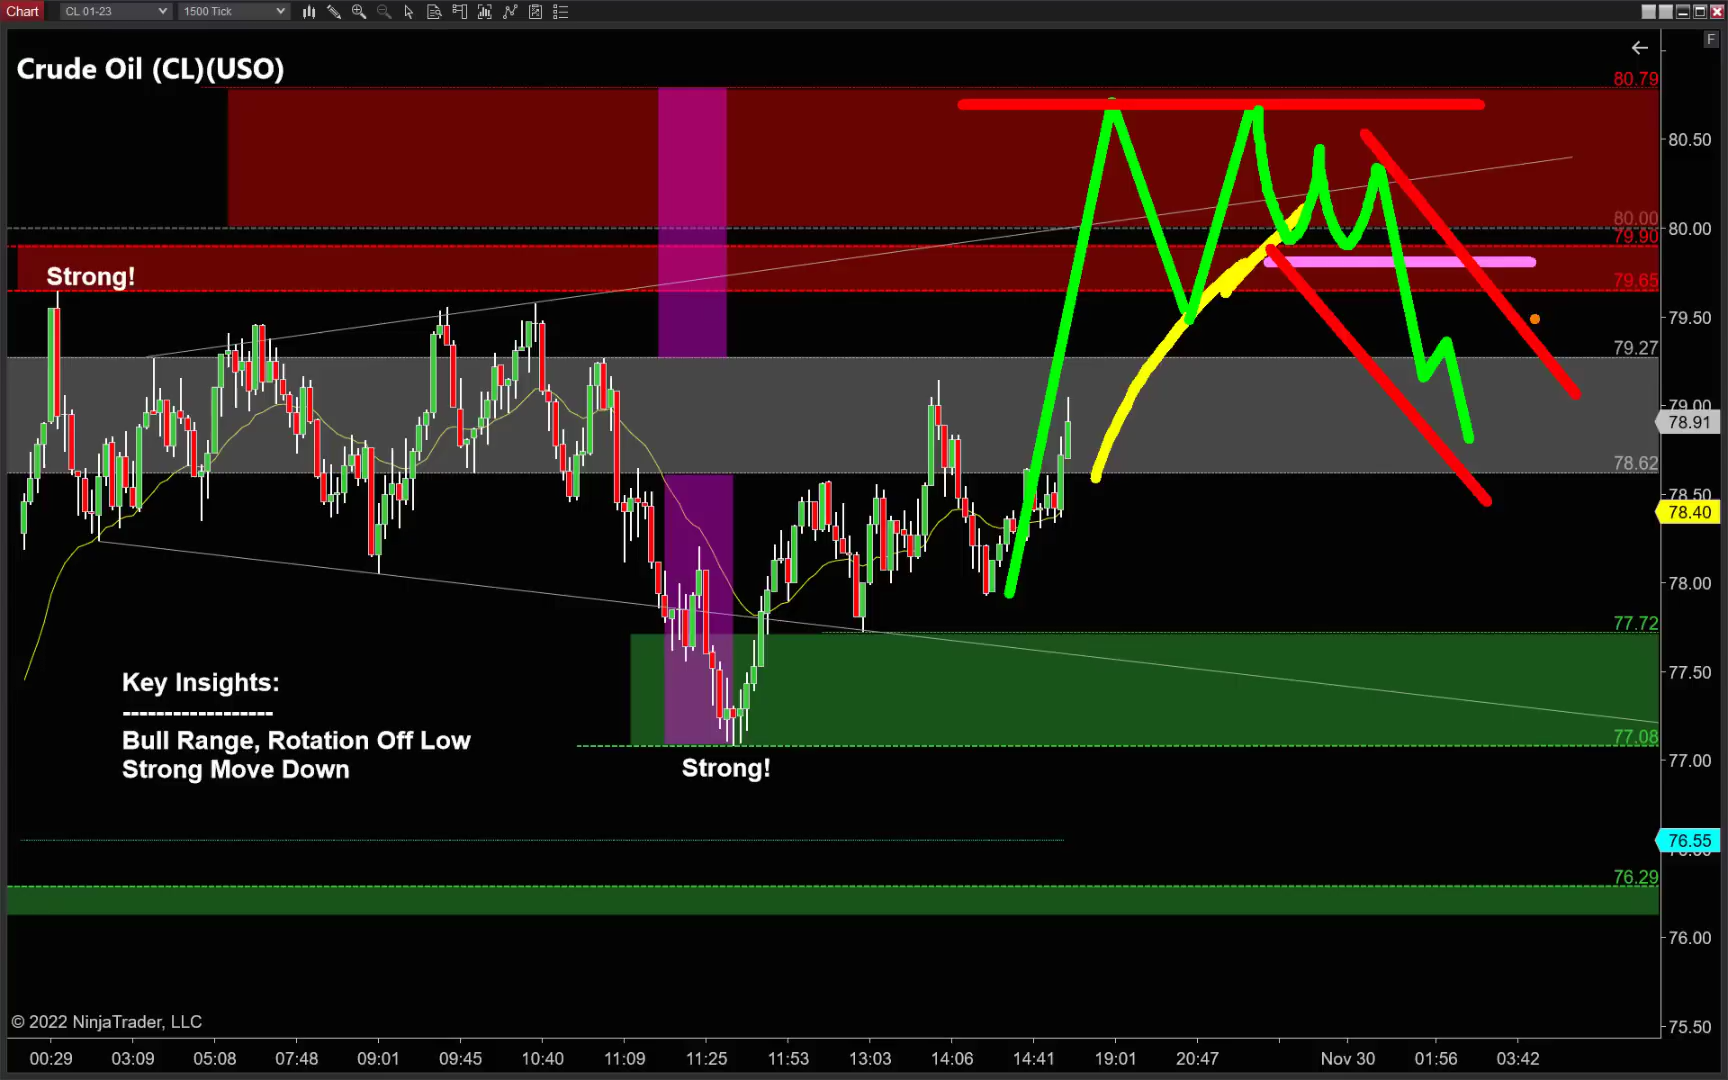 Chart
CL 01-23
1500 Tick
F
Crude Oil (CL)(USO)
80.79
80.50
80.00
80.00
79.90
Strong!
79.65
79.50
79.27
79.00
78.91
78.62
78.50
78.40
78.00
77.72
Key Insights:
------------------
Bull Range, Rotation Off Low
Strong Move Down
77.50
77.08
77.00
Strong!
76.55
76.29
76.00
© 2022 NinjaTrader, LLC
75.50
00:29 03:09 05:08 07:48 09:01 09:45 10:40 11:09 11:25 11:53 13:03 14:06 14:41 19:01 20:47 Nov 30 01:56 03:42